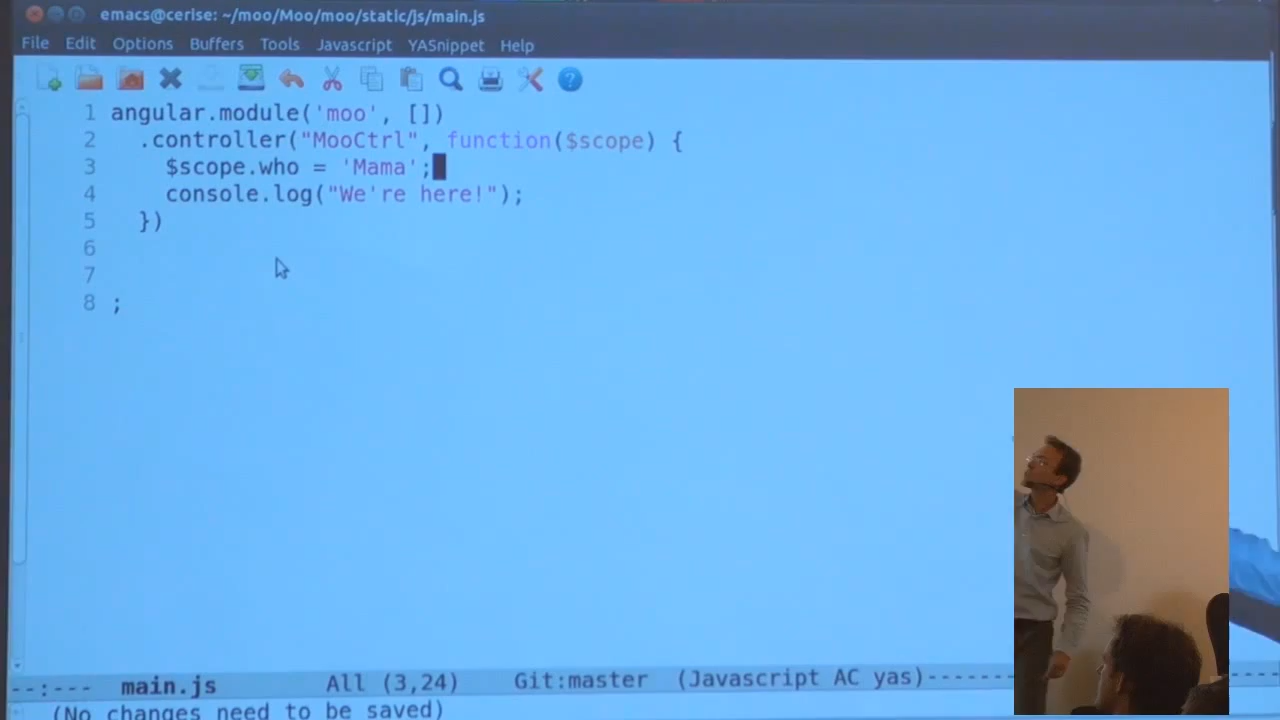 emacs@cerise: ~/moo/Moo/moo/static/js/main.js
File Edit Options Buffers Tools Javascript YASnippet Help
1 angular.module('moo', [])
2 .controller("MooCtrl", function($scope) {
3 $scope.who = 'Mama';
4 console.log("We're here!");
5 })
6
7
8 ;
--:--- main.js All (3,24) Git:master (Javascript AC yas)-------
(No changes need to be saved)